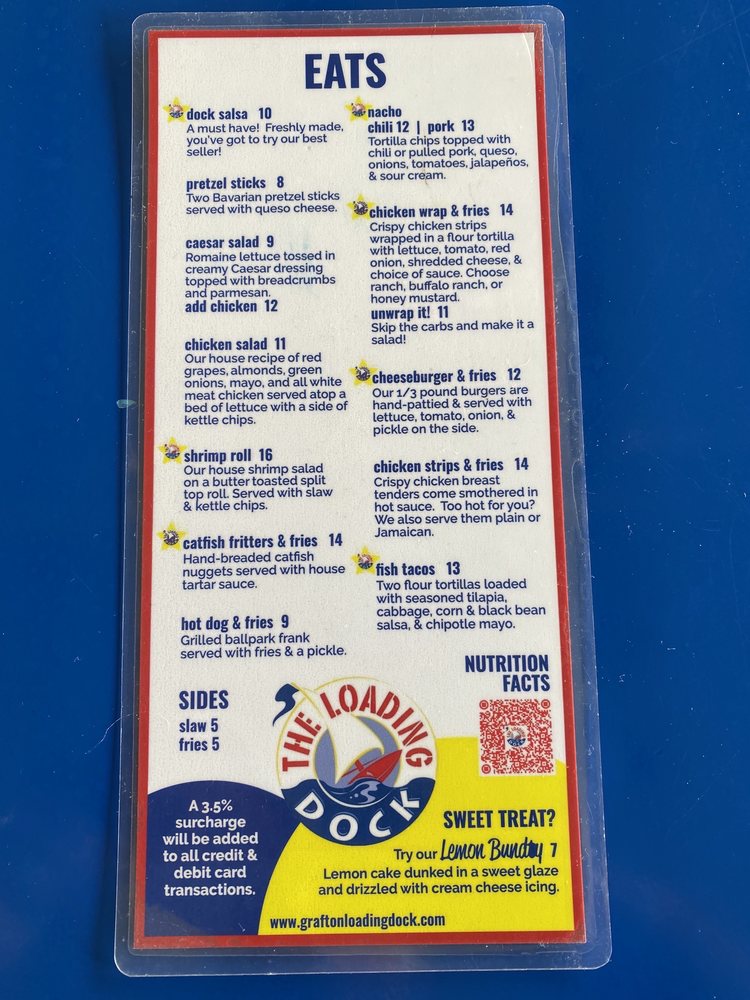 EATS
dock salsa 10
A must have! Freshly made,
you've got to try our best
seller!
pretzel sticks 8
Two Bavarian pretzel sticks
served with queso cheese.
caesar salad 9
Romaine lettuce tossed in
creamy Caesar dressing
topped with breadcrumbs
and parmesan.
add chicken 12
chicken salad 11
Our house recipe of red
grapes, almonds, green
onions, mayo, and all white
meat chicken served atop a
bed of lettuce with a side of
kettle chips.
shrimp roll 16
Our house shrimp salad
on a butter toasted split
top roll. Served with slaw
& kettle chips.
catfish fritters & fries 14
Hand-breaded catfish
nuggets served with house
tartar sauce.
hot dog & fries 9
Grilled ballpark frank
served with fries & a pickle.
SIDES
slaw 5
fries 5
nacho
chili 12 | pork 13
Tortilla chips topped with
chili or pulled pork, queso,
onions, tomatoes, jalapeños,
& sour cream.
chicken wrap & fries 14
Crispy chicken strips
wrapped in a flour tortilla
with lettuce, tomato, red
onion, shredded cheese, &
choice of sauce. Choose
ranch, buffalo ranch, or
honey mustard.
unwrap it! 11
Skip the carbs and make it a
salad!
cheeseburger & fries 12
Our 1/3 pound burgers are
hand-pattied & served with
lettuce, tomato, onion, &
pickle on the side.
chicken strips & fries 14
Crispy chicken breast
tenders come smothered in
hot sauce. Too hot for you?
We also serve them plain or
Jamaican.
fish tacos 13
Two flour tortillas loaded
with seasoned tilapia,
cabbage, corn & black bean
salsa, & chipotle mayo.
NUTRITION
FACTS
THE LOADING
DOCK
A 3.5%
surcharge
will be added
to all credit &
debit card
transactions.
SWEET TREAT?
Try our Lemon Bundty 7
Lemon cake dunked in a sweet glaze
and drizzled with cream cheese icing.
www.graftonloadingdock.com